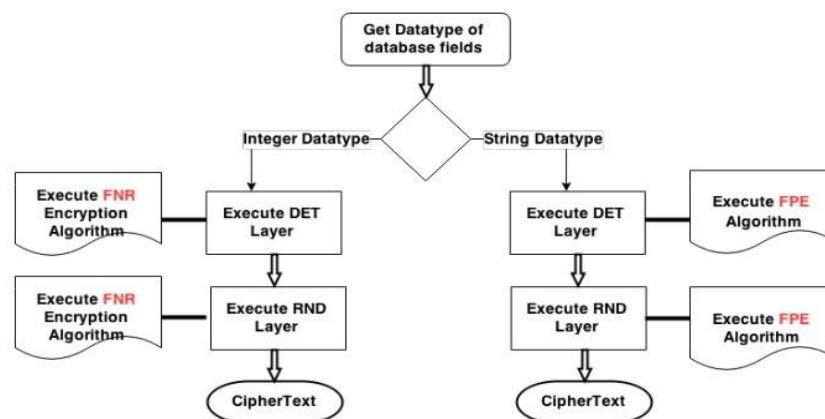 Get Datatype of
database fields
Integer Datatype
String Datatype
Execute FNR
Encryption
Algorithm
Execute DET
Layer
Execute DET
Layer
Execute FPE
Algorithm
Execute FNR
Encryption
Algorithm
Execute RND
Layer
Execute RND
Layer
Execute FPE
Algorithm
CipherText
CipherText